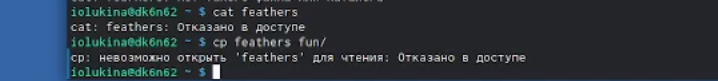 iolukina@dk6n62 ~ $ cat feathers
cat: feathers: Отказано в доступе
iolukina@dk6n62 ~ $ cp feathers fun/
cp: невозможно открыть 'feathers' для чтения: Отказано в доступе
iolukina@dk6n62 ~ $